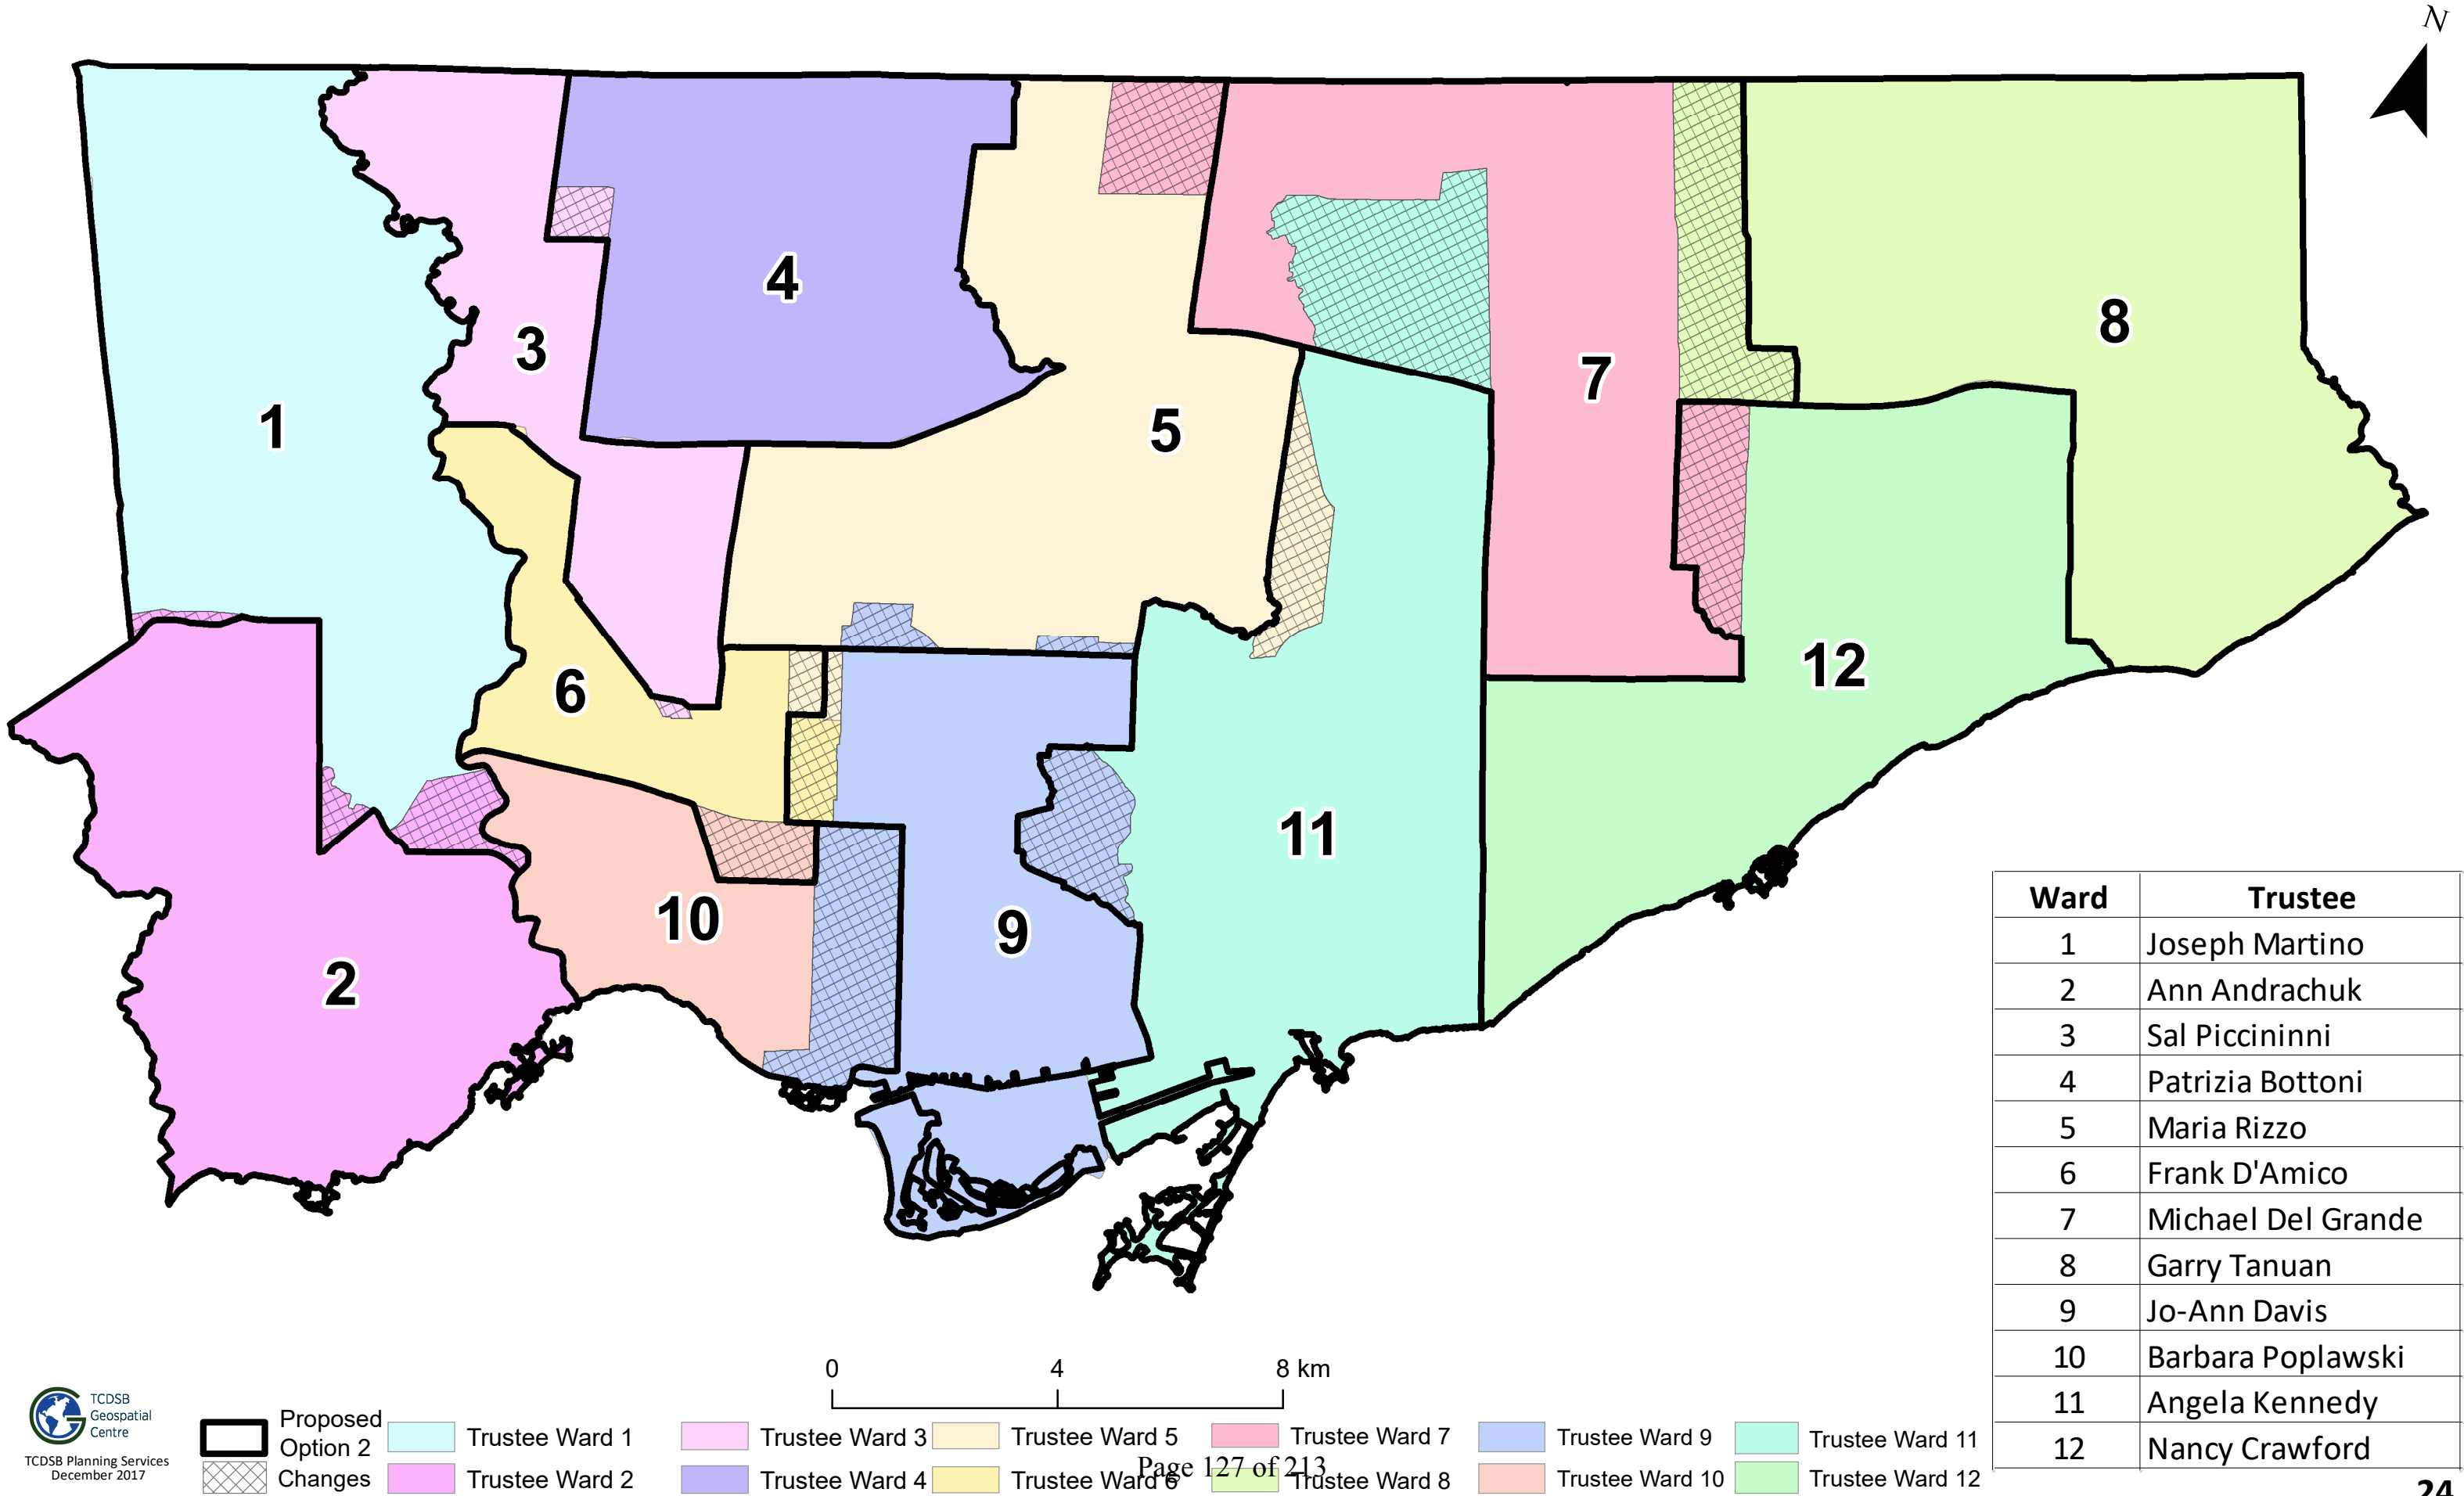 N
4
8
3
7
1
5
12
6
11
10
9
2
Ward Trustee
1 Joseph Martino
2 Ann Andrachuk
3 Sal Piccininni
4 Patrizia Bottoni
5 Maria Rizzo
6 Frank D'Amico
7 Michael Del Grande
8 Garry Tanuan
9 Jo-Ann Davis
10 Barbara Poplawski
11 Angela Kennedy
12 Nancy Crawford
0 4 8 km
TCDSB
Geospatial
Centre
TCDSB Planning Services
December 2017
Proposed
Option 2
Changes
Trustee Ward 1
Trustee Ward 2
Trustee Ward 3
Trustee Ward 4
Trustee Ward 5
Trustee Ward 6
Trustee Ward 7
Trustee Ward 8
Trustee Ward 9
Trustee Ward 10
Trustee Ward 11
Trustee Ward 12
Page 127 of 213
24